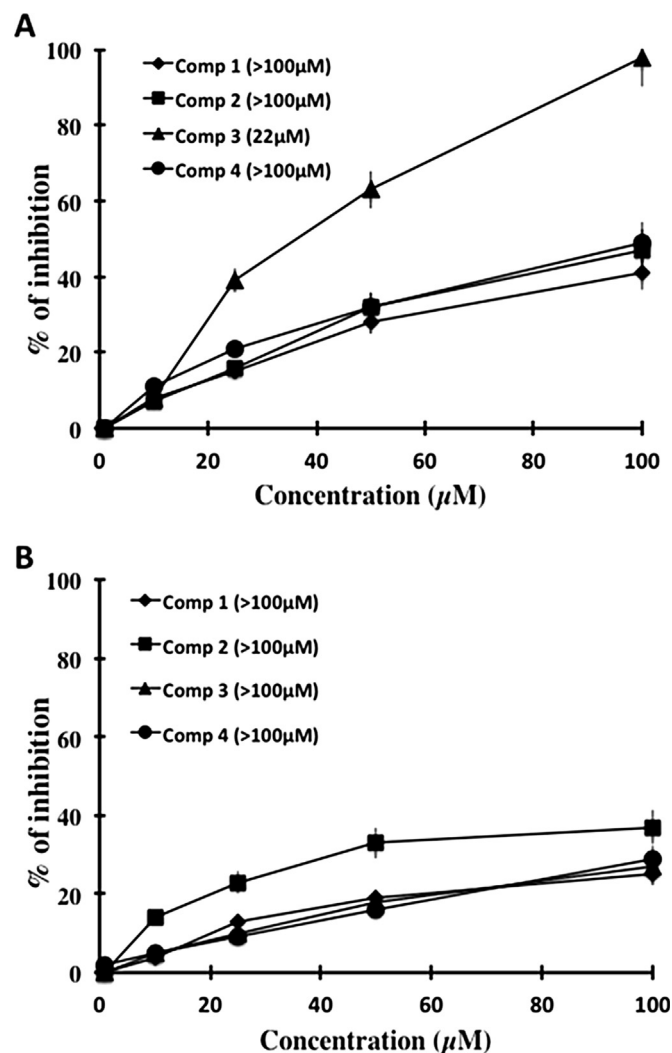 A
100
80
60
40
20
0
% of inhibition
Comp 1 (>100µM)
Comp 2 (>100µM)
Comp 3 (22µM)
Comp 4 (>100µM)
0 20 40 60 80 100
Concentration (µM)
B
100
80
60
40
20
0
% of inhibition
Comp 1 (>100µM)
Comp 2 (>100µM)
Comp 3 (>100µM)
Comp 4 (>100µM)
0 20 40 60 80 100
Concentration (µM)